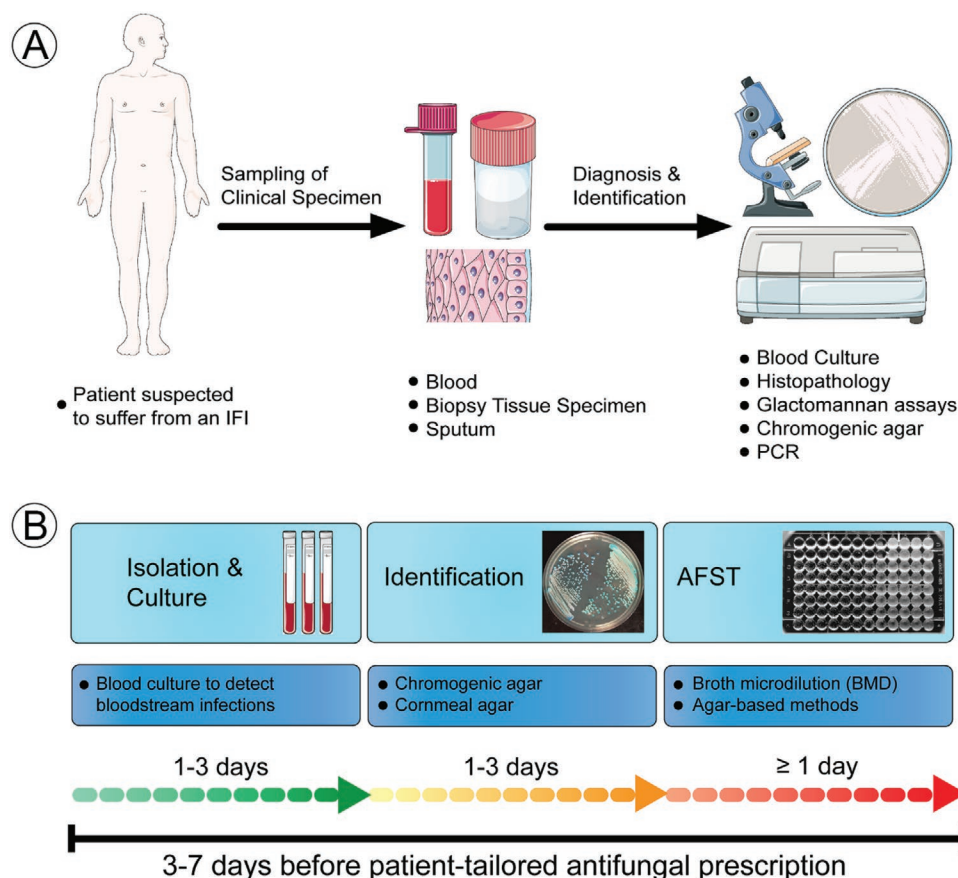 A
Sampling of
Clinical Specimen
Diagnosis &
Identification
• Patient suspected
to suffer from an IFI
• Blood
• Biopsy Tissue Specimen
• Sputum
• Blood Culture
• Histopathology
• Glactomannan assays
• Chromogenic agar
• PCR
B
Isolation &
Culture
Identification
AFST
• Blood culture to detect
bloodstream infections
• Chromogenic agar
• Cornmeal agar
• Broth microdilution (BMD)
• Agar-based methods
1-3 days
1-3 days
≥ 1 day
3-7 days before patient-tailored antifungal prescription